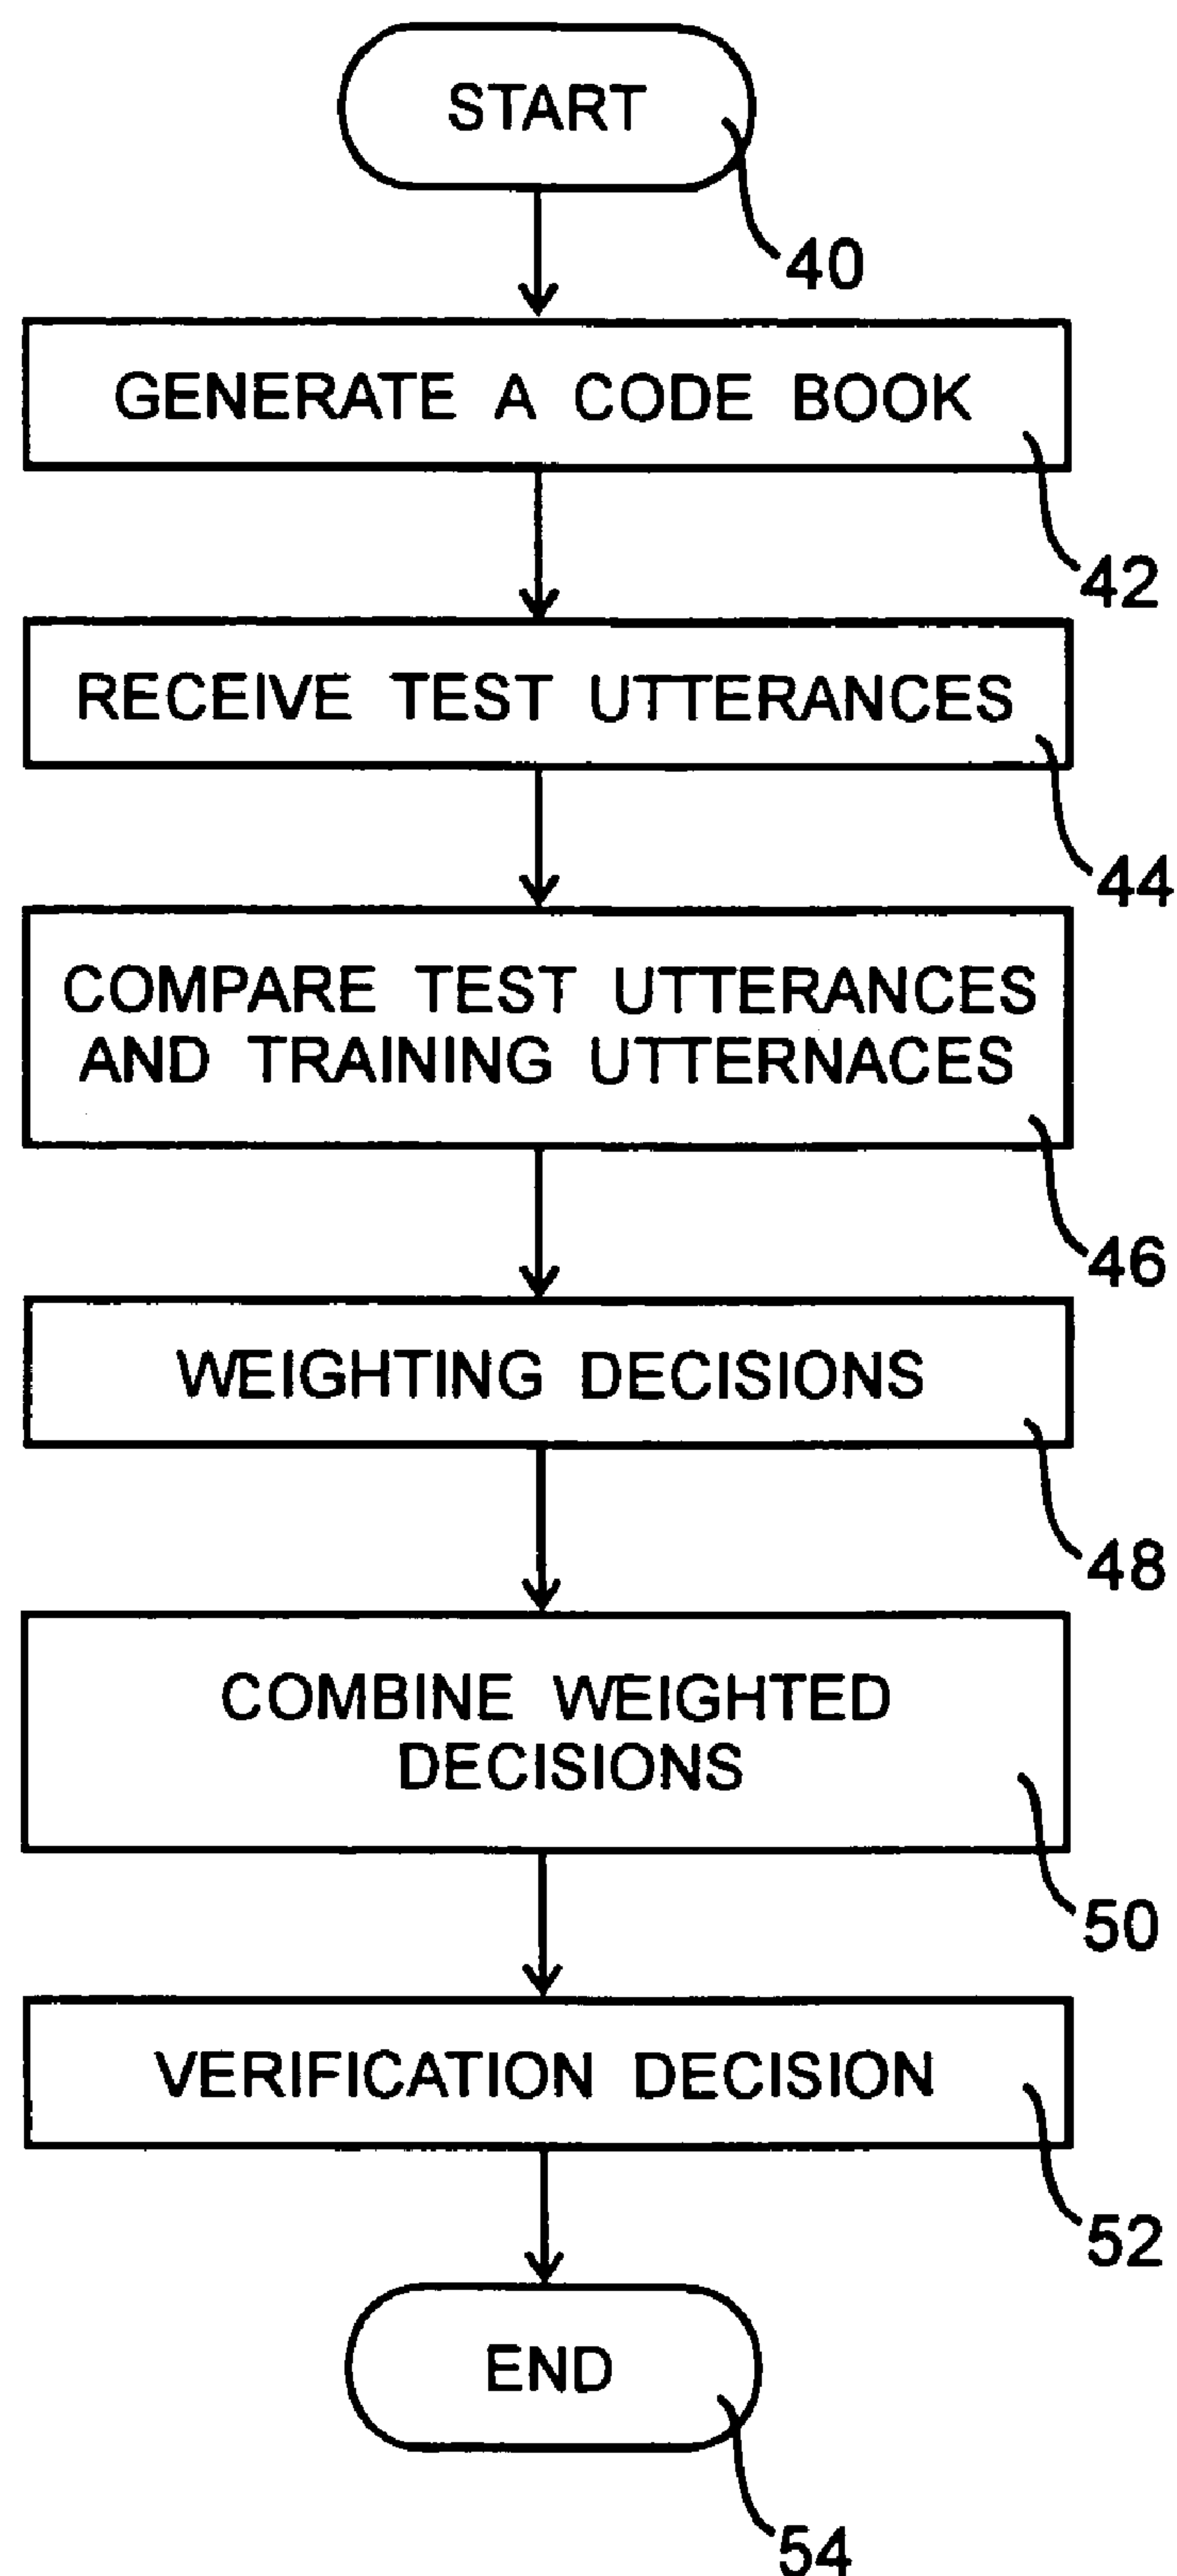 START
40
GENERATE A CODE BOOK
42
RECEIVE TEST UTTERANCES
44
COMPARE TEST UTTERANCES
AND TRAINING UTTERNACES
46
WEIGHTING DECISIONS
48
COMBINE WEIGHTED
DECISIONS
50
VERIFICATION DECISION
52
END
54